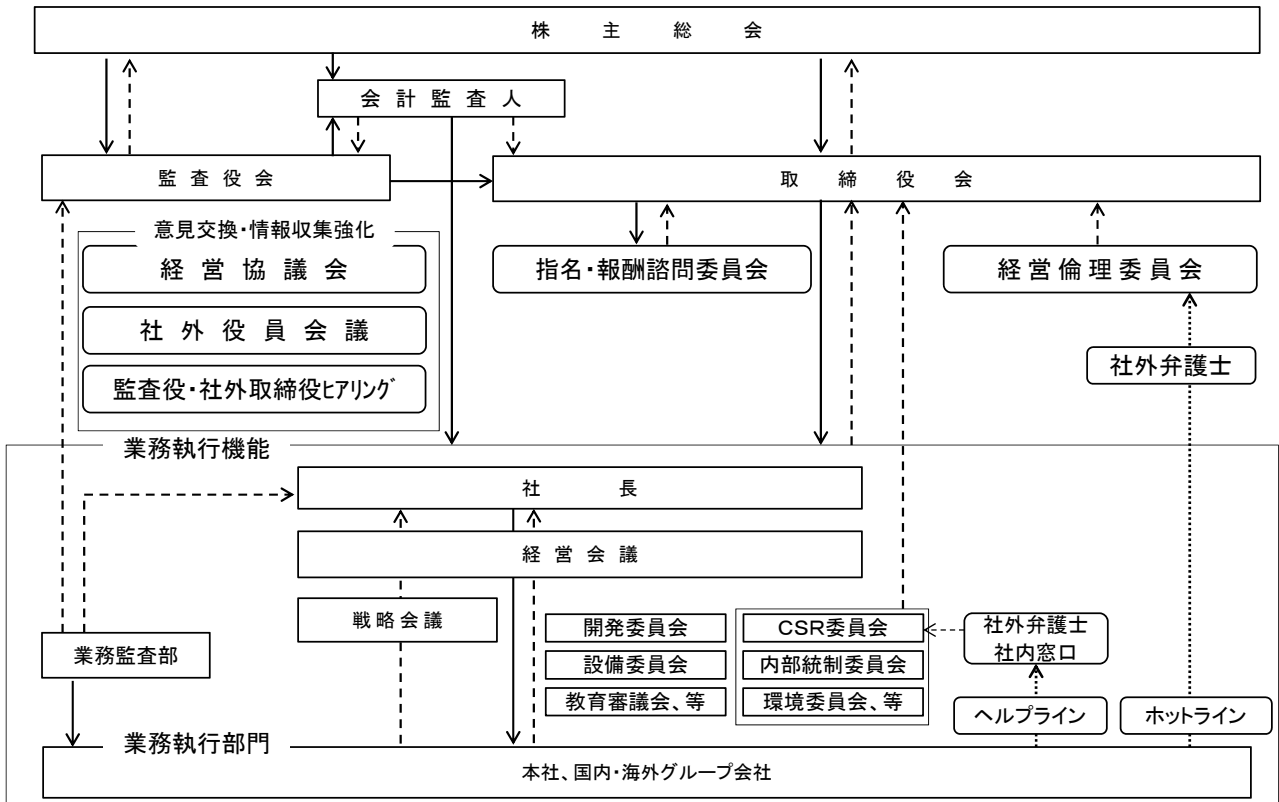 株主総会
会計監査人
監査役会
取締役会
意見交換・情報収集強化
経営協議会
社外役員会議
監査役・社外取締役ﾋｱﾘﾝｸﾞ
指名・報酬諮問委員会
経営倫理委員会
社外弁護士
業務執行機能
社長
経営会議
戦略会議
開発委員会
設備委員会
教育審議会、等
CSR委員会
内部統制委員会
環境委員会、等
社外弁護士
社内窓口
業務監査部
ヘルプライン
ホットライン
業務執行部門
本社、国内・海外グループ会社